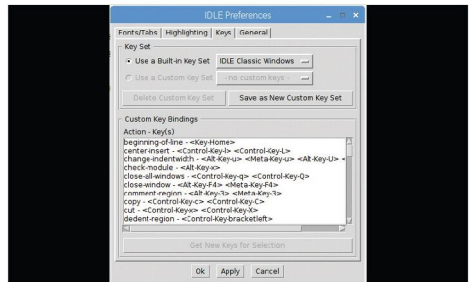 IDLE Preferences
Fonts/Tabs Highlighting Keys General
Key Set
Use a Built-in Key Set IDLE Classic Windows
Use a Custom Key Set - no custom keys -
Delete Custom Key Set Save as New Custom Key Set
Custom Key Bindings
Action - Key(s)
beginning-of-line - <Key-Home>
center-insert - <Control-Key-l> <Control-Key-L>
change-indentwidth - <Alt-Key-u> <Meta-Key-u> <Alt-Key-U> <
check-module - <Alt-Key-x>
close-all-windows - <Control-Key-q> <Control-Key-Q>
close-window - <Alt-Key-F4> <Meta-Key-F4>
comment-region - <Alt-Key-3> <Meta-Key-3>
copy - <Control-Key-c> <Control-Key-C>
cut - <Control-Key-x> <Control-Key-X>
dedent-region - <Control-Key-bracketleft>
Get New Keys for Selection
Ok Apply Cancel